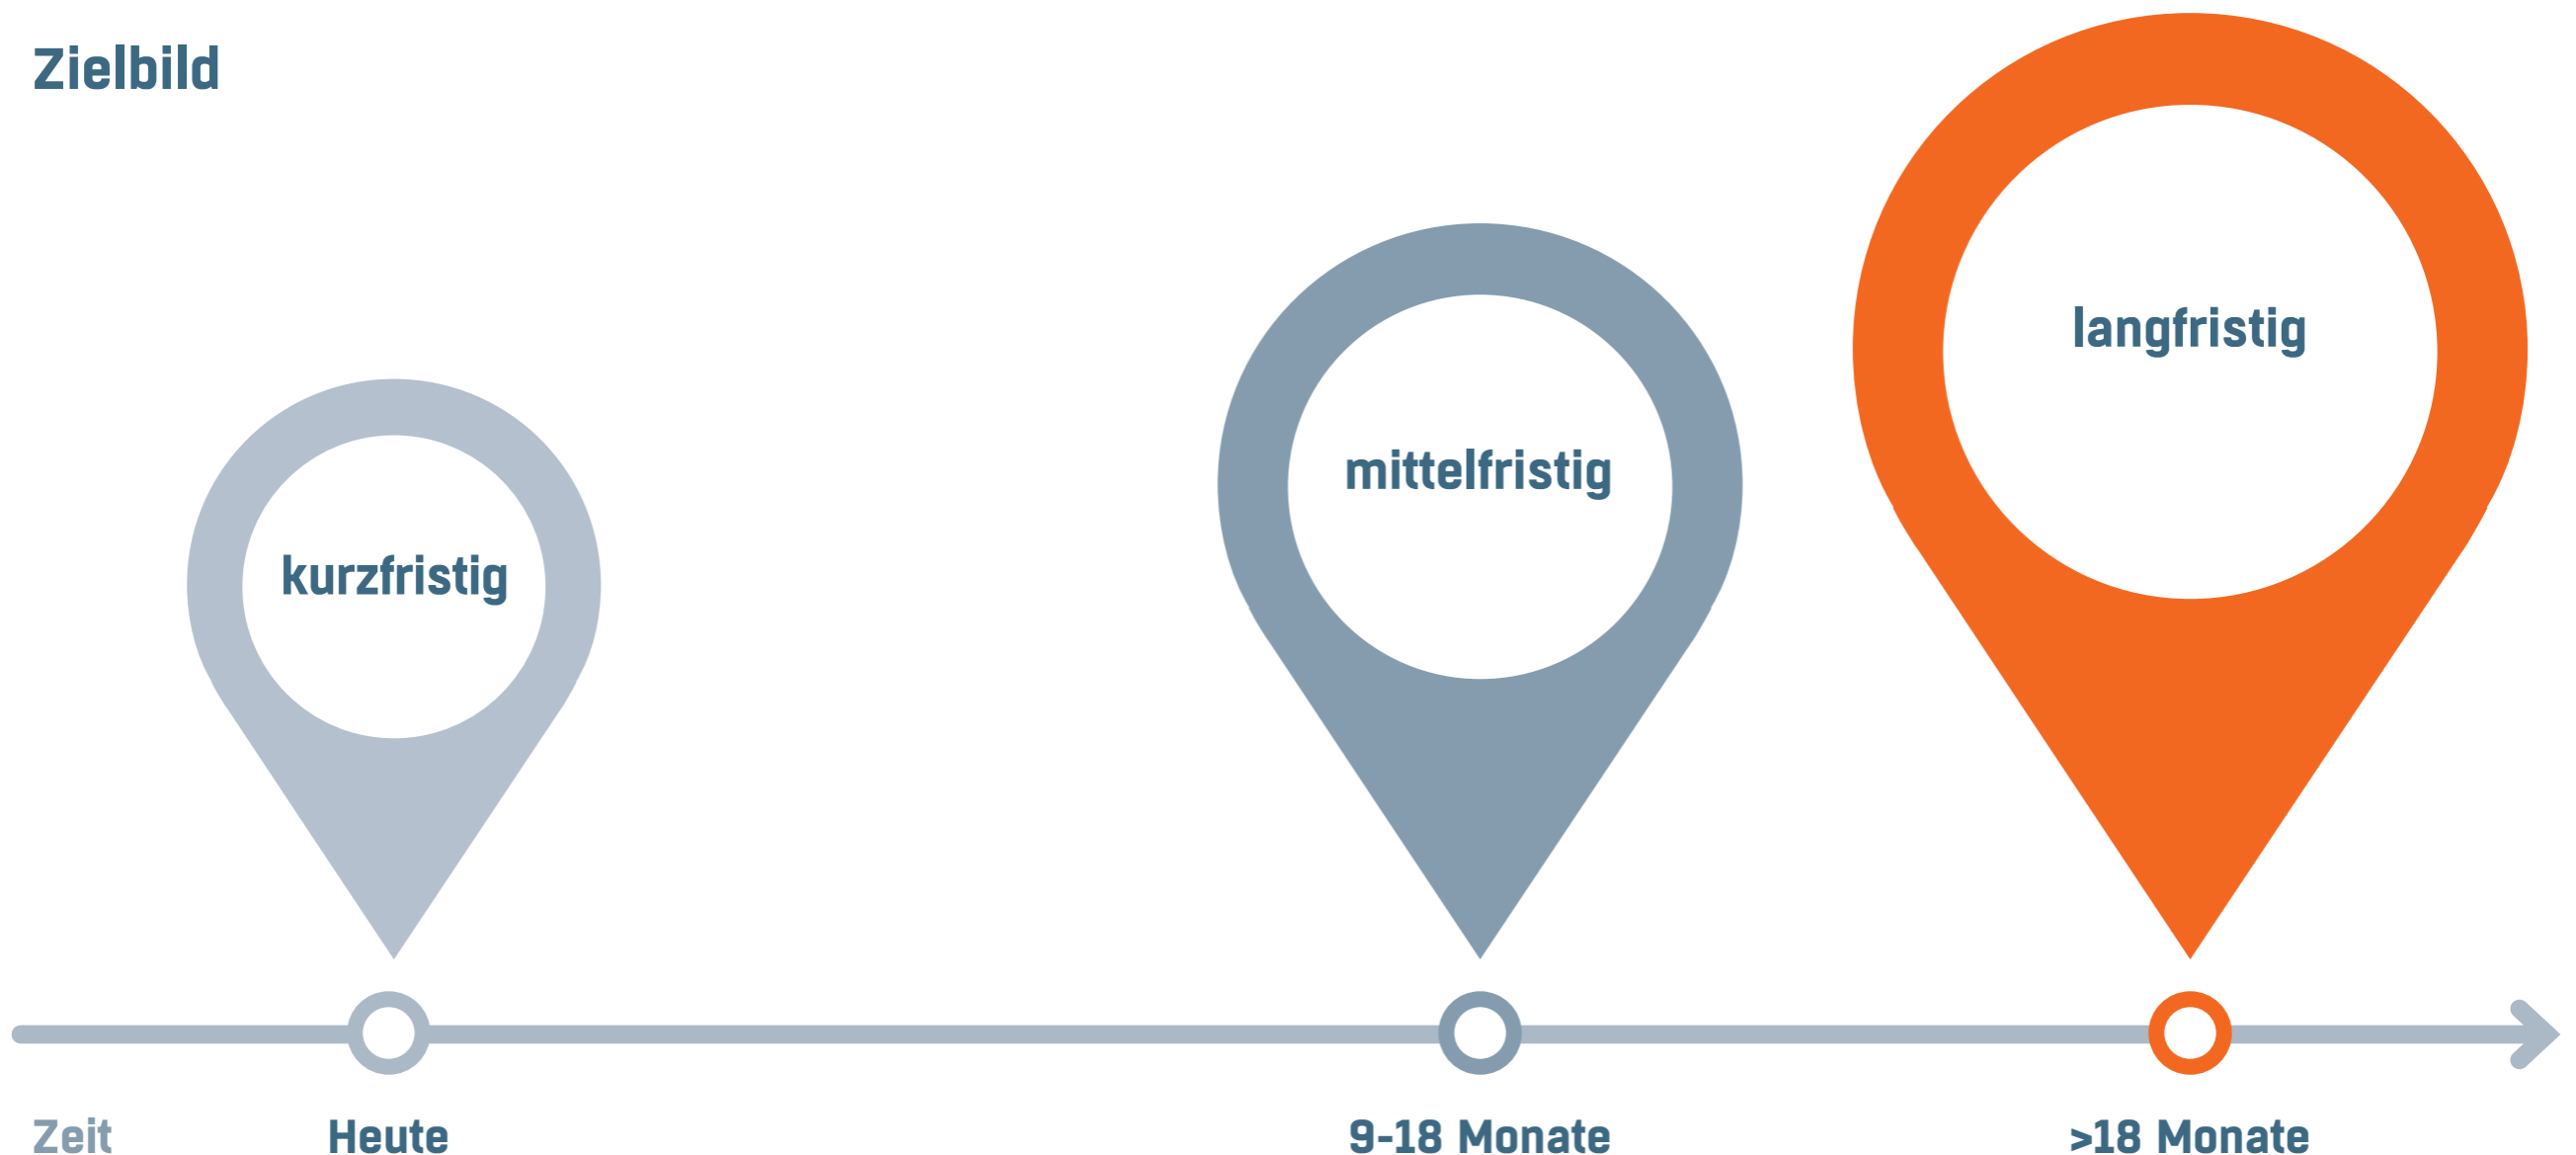 Zielbild
kurzfristig
mittelfristig
langfristig
Zeit
Heute
9-18 Monate
>18 Monate